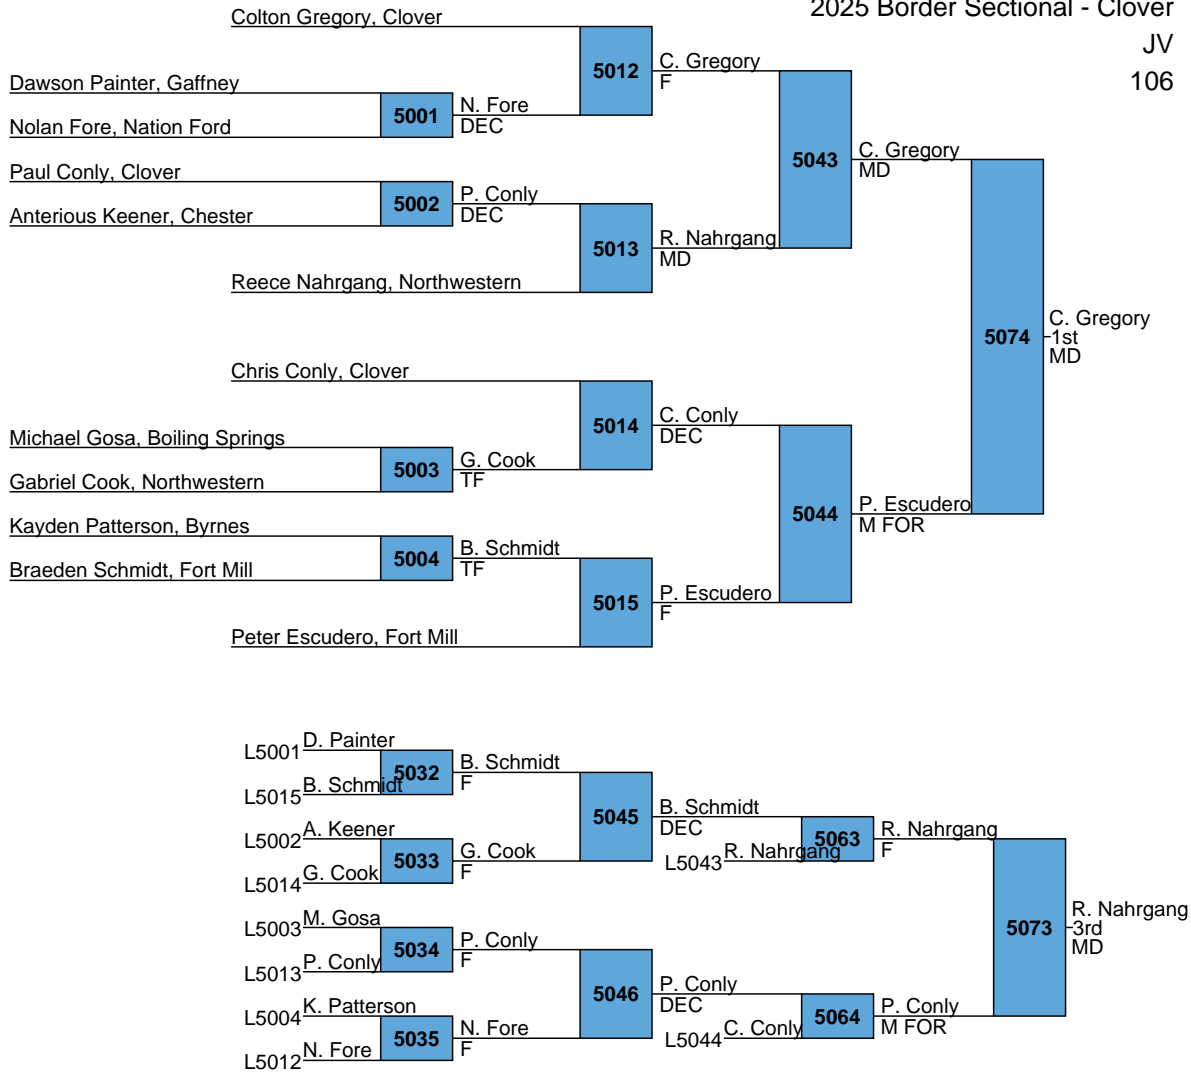 2025 Border Sectional - Clover
JV
106
Colton Gregory, Clover
5012
C. Gregory
F
Dawson Painter, Gaffney
5001
N. Fore
DEC
Nolan Fore, Nation Ford
5043
C. Gregory
MD
Paul Conly, Clover
5002
P. Conly
DEC
Anterious Keener, Chester
5013
R. Nahrgang
MD
Reece Nahrgang, Northwestern
5074
C. Gregory
1st
MD
Chris Conly, Clover
5014
C. Conly
DEC
Michael Gosa, Boiling Springs
5003
G. Cook
TF
Gabriel Cook, Northwestern
5044
P. Escudero
M FOR
Kayden Patterson, Byrnes
5004
B. Schmidt
TF
Braeden Schmidt, Fort Mill
5015
P. Escudero
F
Peter Escudero, Fort Mill
L5001
D. Painter
5032
B. Schmidt
F
L5015
B. Schmidt
5045
B. Schmidt
DEC
L5002
A. Keener
5033
G. Cook
F
L5014
G. Cook
5063
R. Nahrgang
F
L5043
R. Nahrgang
L5003
M. Gosa
5034
P. Conly
F
L5013
P. Conly
5073
R. Nahrgang
3rd
MD
5046
P. Conly
DEC
L5004
K. Patterson
5035
N. Fore
F
L5012
N. Fore
5064
P. Conly
M FOR
L5044
C. Conly